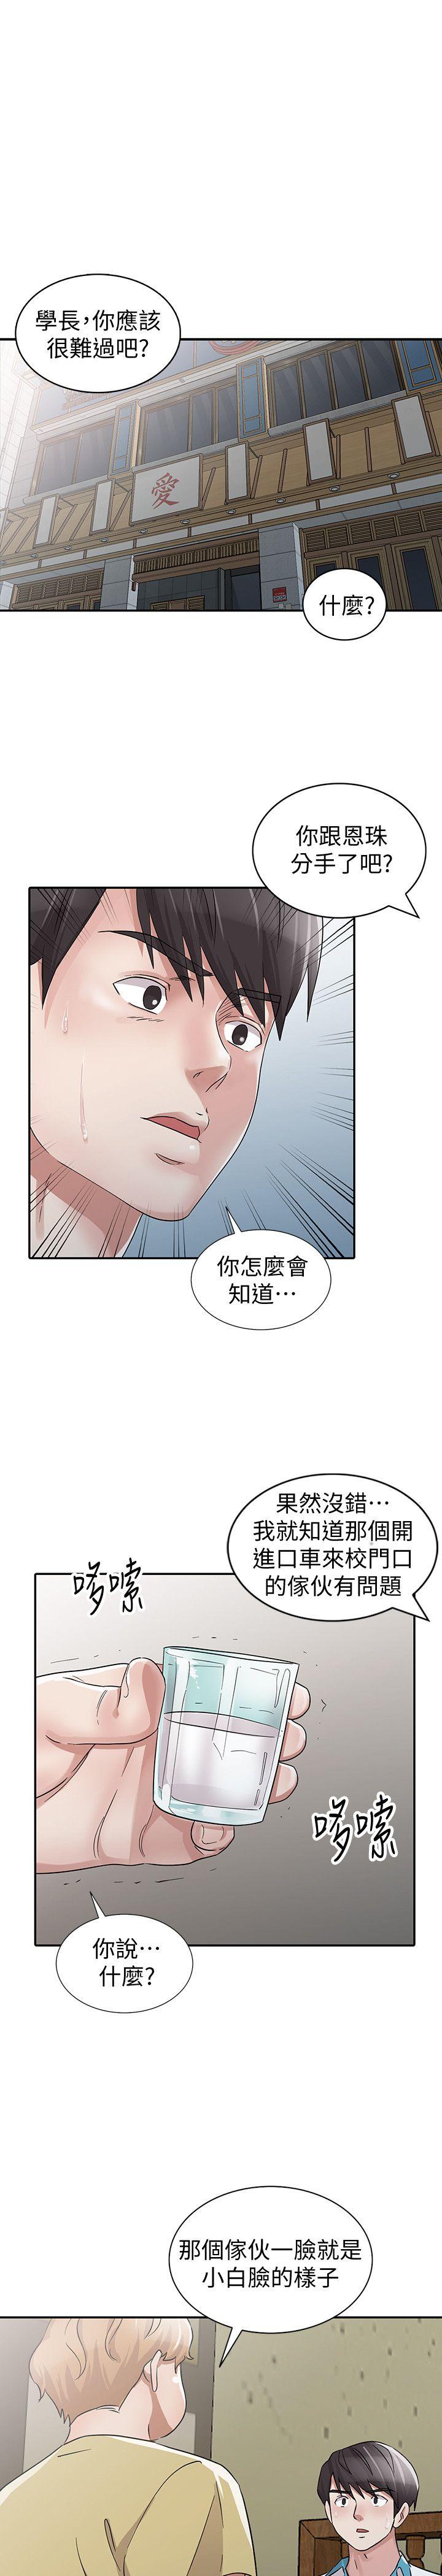 學長，你應該
很難過吧？
愛
什麼？
你跟恩珠
分手了吧？
你怎麼會
知道…
果然沒錯…
我就知道那個開
進口車來校門口
的傢伙有問題
哆嗦
哆嗦
你說…
什麼？
那個傢伙一臉就是
小白臉的樣子